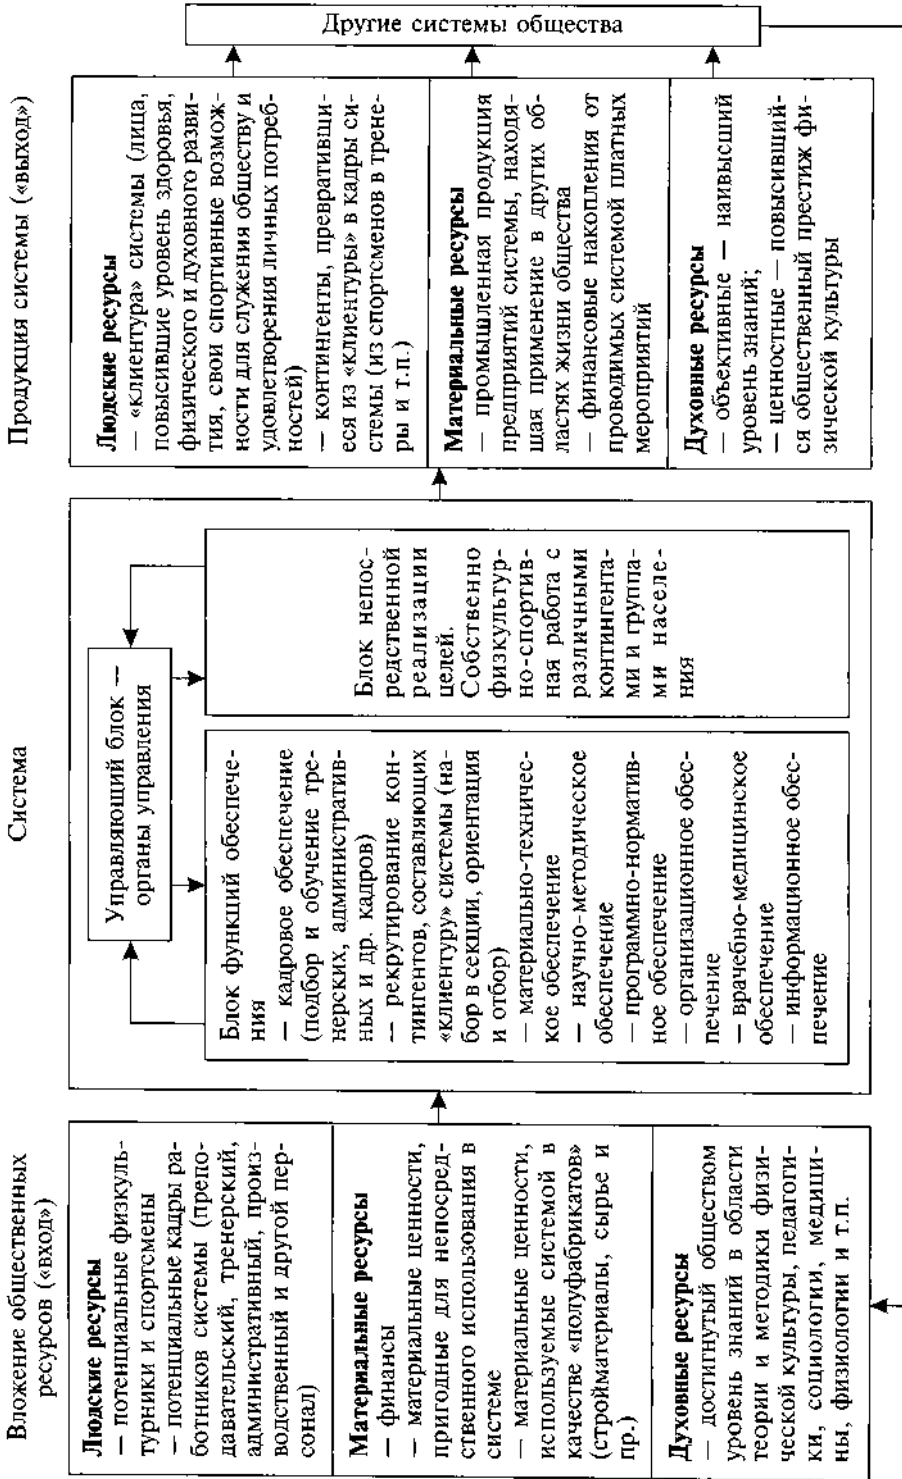 Вложение общественных
ресурсов («вход»)
Людские ресурсы
— потенциальные физкуль-
турники и спортсмены
— потенциальные кадры ра-
ботников системы (препо-
давательский, тренерский,
административный, произ-
водственный и другой пер-
сонал)
Материальные ресурсы
— финансы
— материальные ценности,
пригодные для непосред-
ственного использования в
системе
— материальные ценности,
используемые системой в
качестве «полуфабрикатов»
(стройматериалы, сырье и
пр.)
Духовные ресурсы
— достигнутый обществом
уровень знаний в области
теории и методики физи-
ческой культуры, педагоги-
ки, социологии, медици-
ны, физиологии и т.п.
Система
Управляющий блок —
органы управления
Блок функций обеспече-
ния
— кадровое обеспечение
(подбор и обучение тре-
нерских, административ-
ных и др. кадров)
— рекрутирование кон-
тингентов, составляющих
«клиентуру» системы (на-
бор в секции, ориентация
и отбор)
— материально-техничес-
кое обеспечение
— научно-методическое
обеспечение
— программно-норматив-
ное обеспечение
— организационное обес-
печение
— врачебно-медицинское
обеспечение
— информационное обес-
печение
Блок непос-
редственной
реализации
целей.
Собственно
физкультур-
но-спортив-
ная работа с
различными
контингента-
ми и группа-
ми населе-
ния
Продукция системы («выход»)
Людские ресурсы
— «клиентура» системы (лица,
повысившие уровень здоровья,
физического и духовного разви-
тия, свои спортивные возмож-
ности для служения обществу и
удовлетворения личных потреб-
ностей)
— контингенты, превративши-
еся из «клиентуры» в кадры си-
стемы (из спортсменов в трене-
ры и т.п.)
Материальные ресурсы
— промышленная продукция
предприятий системы, находя-
щая применение в других об-
ластях жизни общества
— финансовые накопления от
проводимых системой платных
мероприятий
Духовные ресурсы
— объективные — наивысший
уровень знаний;
— ценностные — повысивший-
ся общественный престиж фи-
зической культуры
Другие системы общества